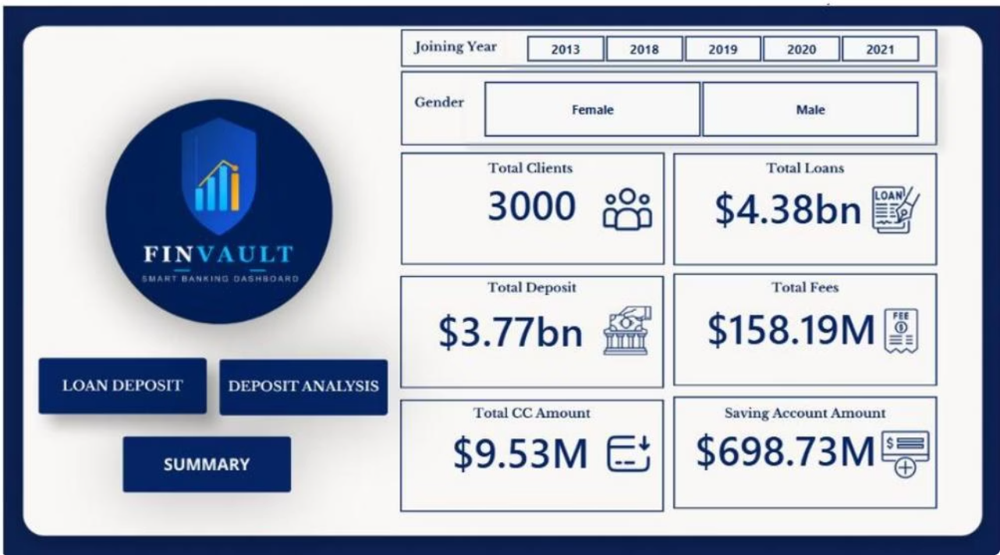 Joining Year
2013
2018
2019
2020
2021
Gender
Female
Male
FINVAULT
SMART BANKING DASHBOARD
LOAN DEPOSIT
DEPOSIT ANALYSIS
SUMMARY
Total Clients
3000
Total Loans
$4.38bn
LOAN
Total Deposit
$3.77bn
Total Fees
$158.19M
FEE
$
Total CC Amount
$9.53M
Saving Account Amount
$698.73M
$